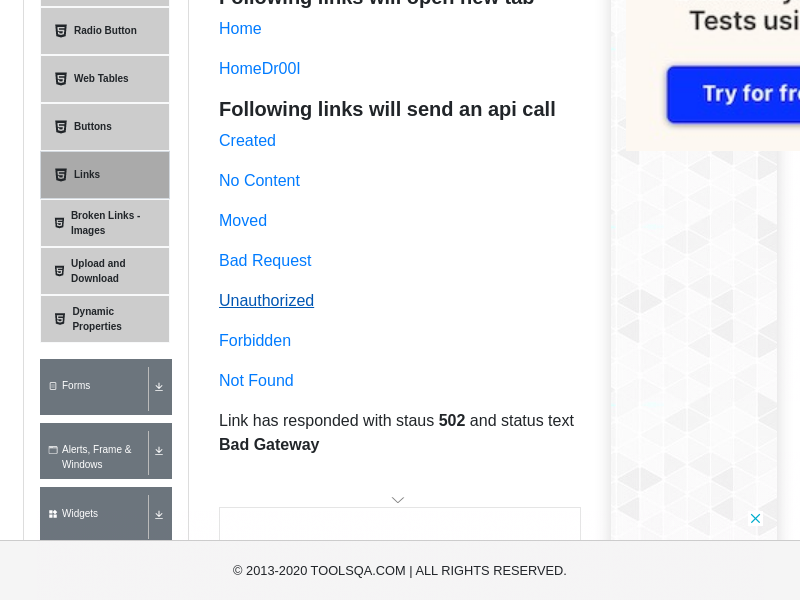 Radio Button
Web Tables
Buttons
Links
Broken Links -
Images
Upload and
Download
Dynamic
Properties
Forms
Alerts, Frame &
Windows
Widgets
Following links will open new tab
Home
HomeDr00I
Following links will send an api call
Created
No Content
Moved
Bad Request
Unauthorized
Forbidden
Not Found
Link has responded with staus 502 and status text
Bad Gateway
Tests usi
Try for fre
© 2013-2020 TOOLSQA.COM | ALL RIGHTS RESERVED.